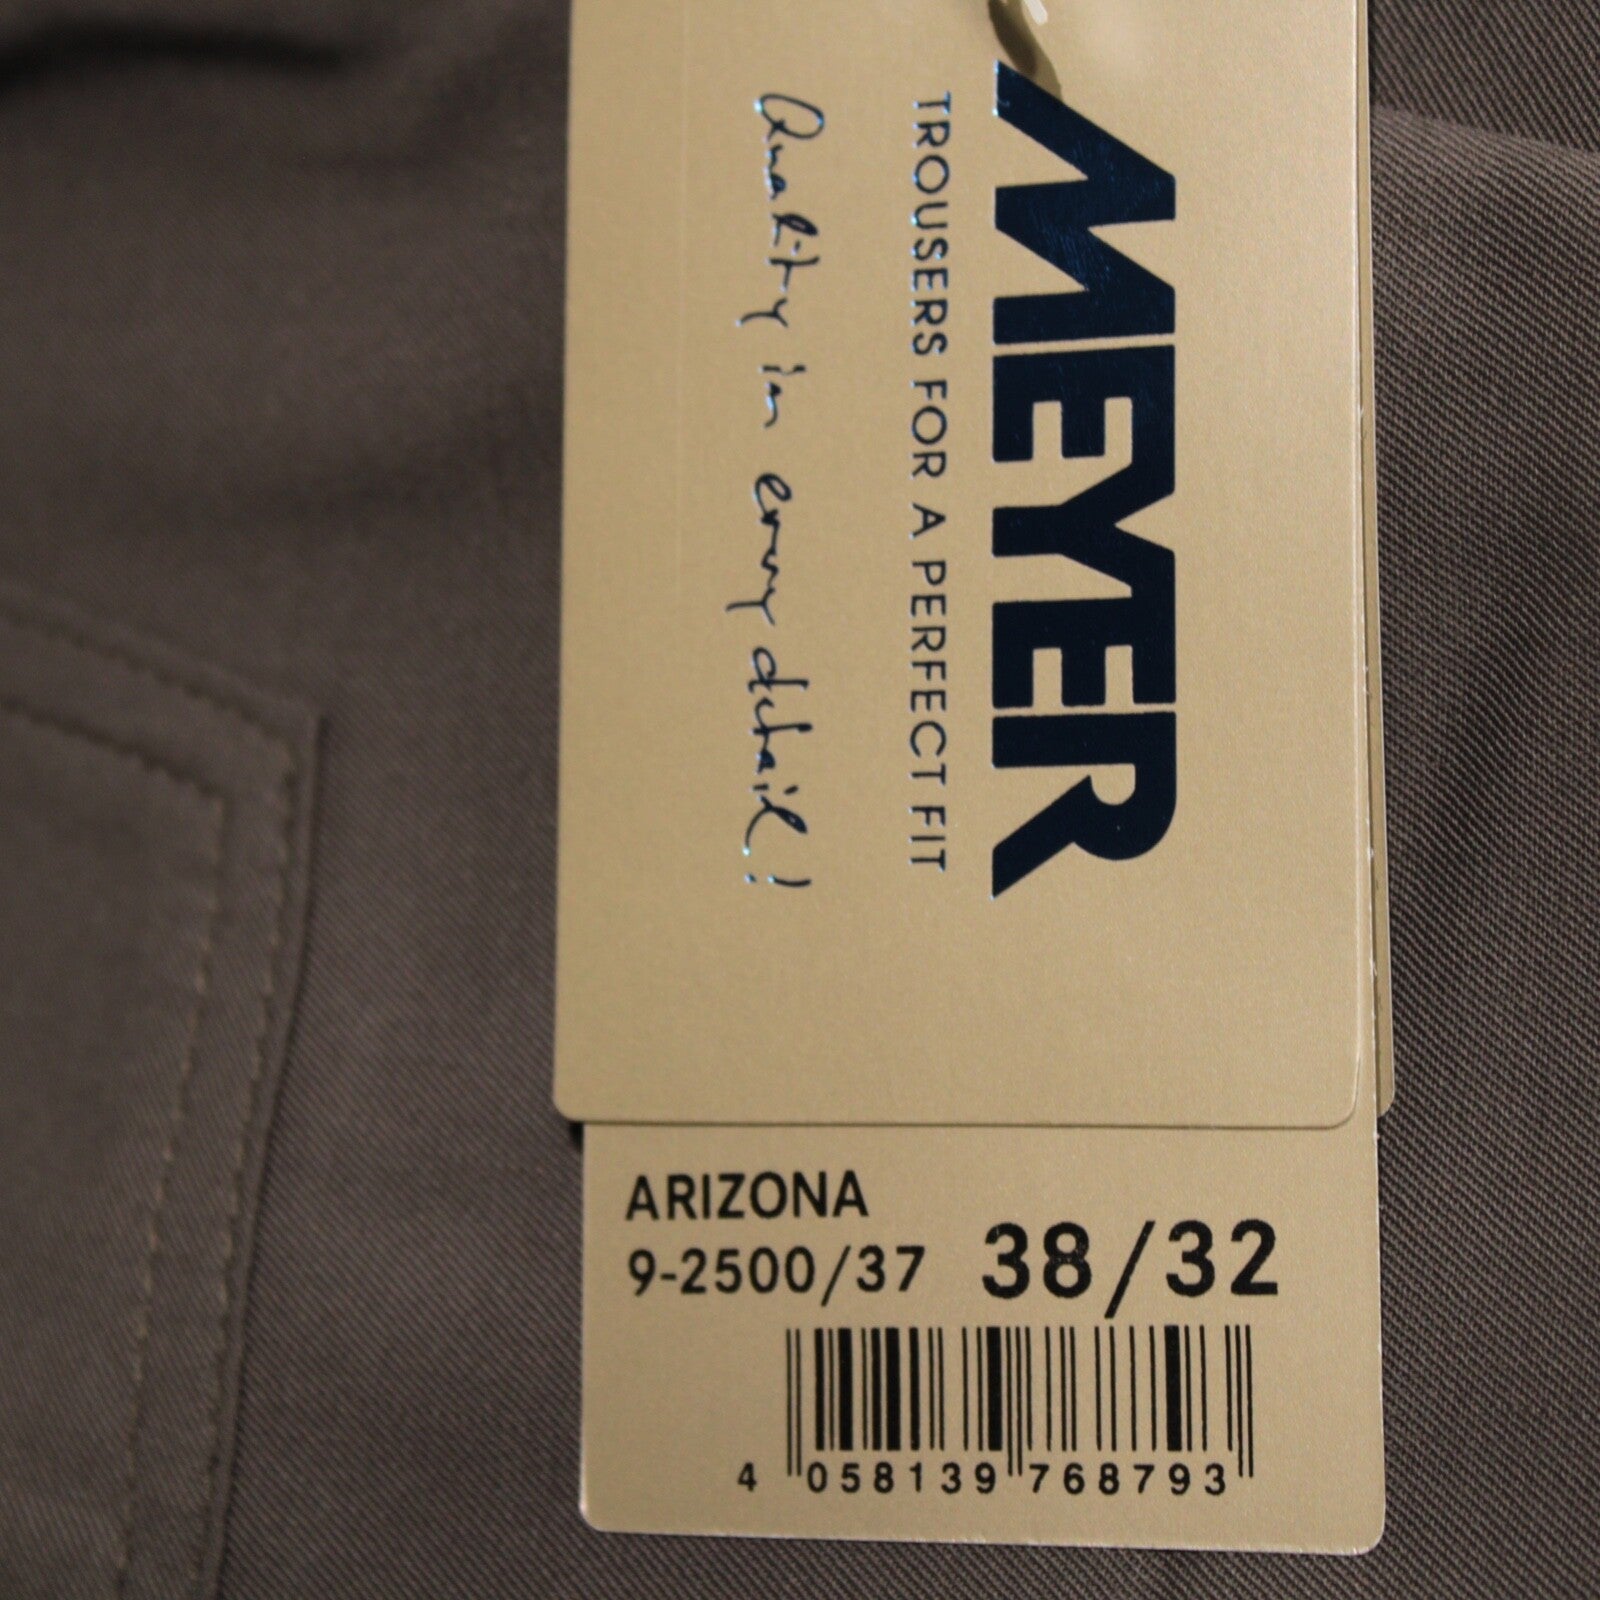 MEYER
TROUSERS FOR A PERFECT FIT
Quality in every detail!
ARIZONA
9-2500/37 38/32
4 058139 768793